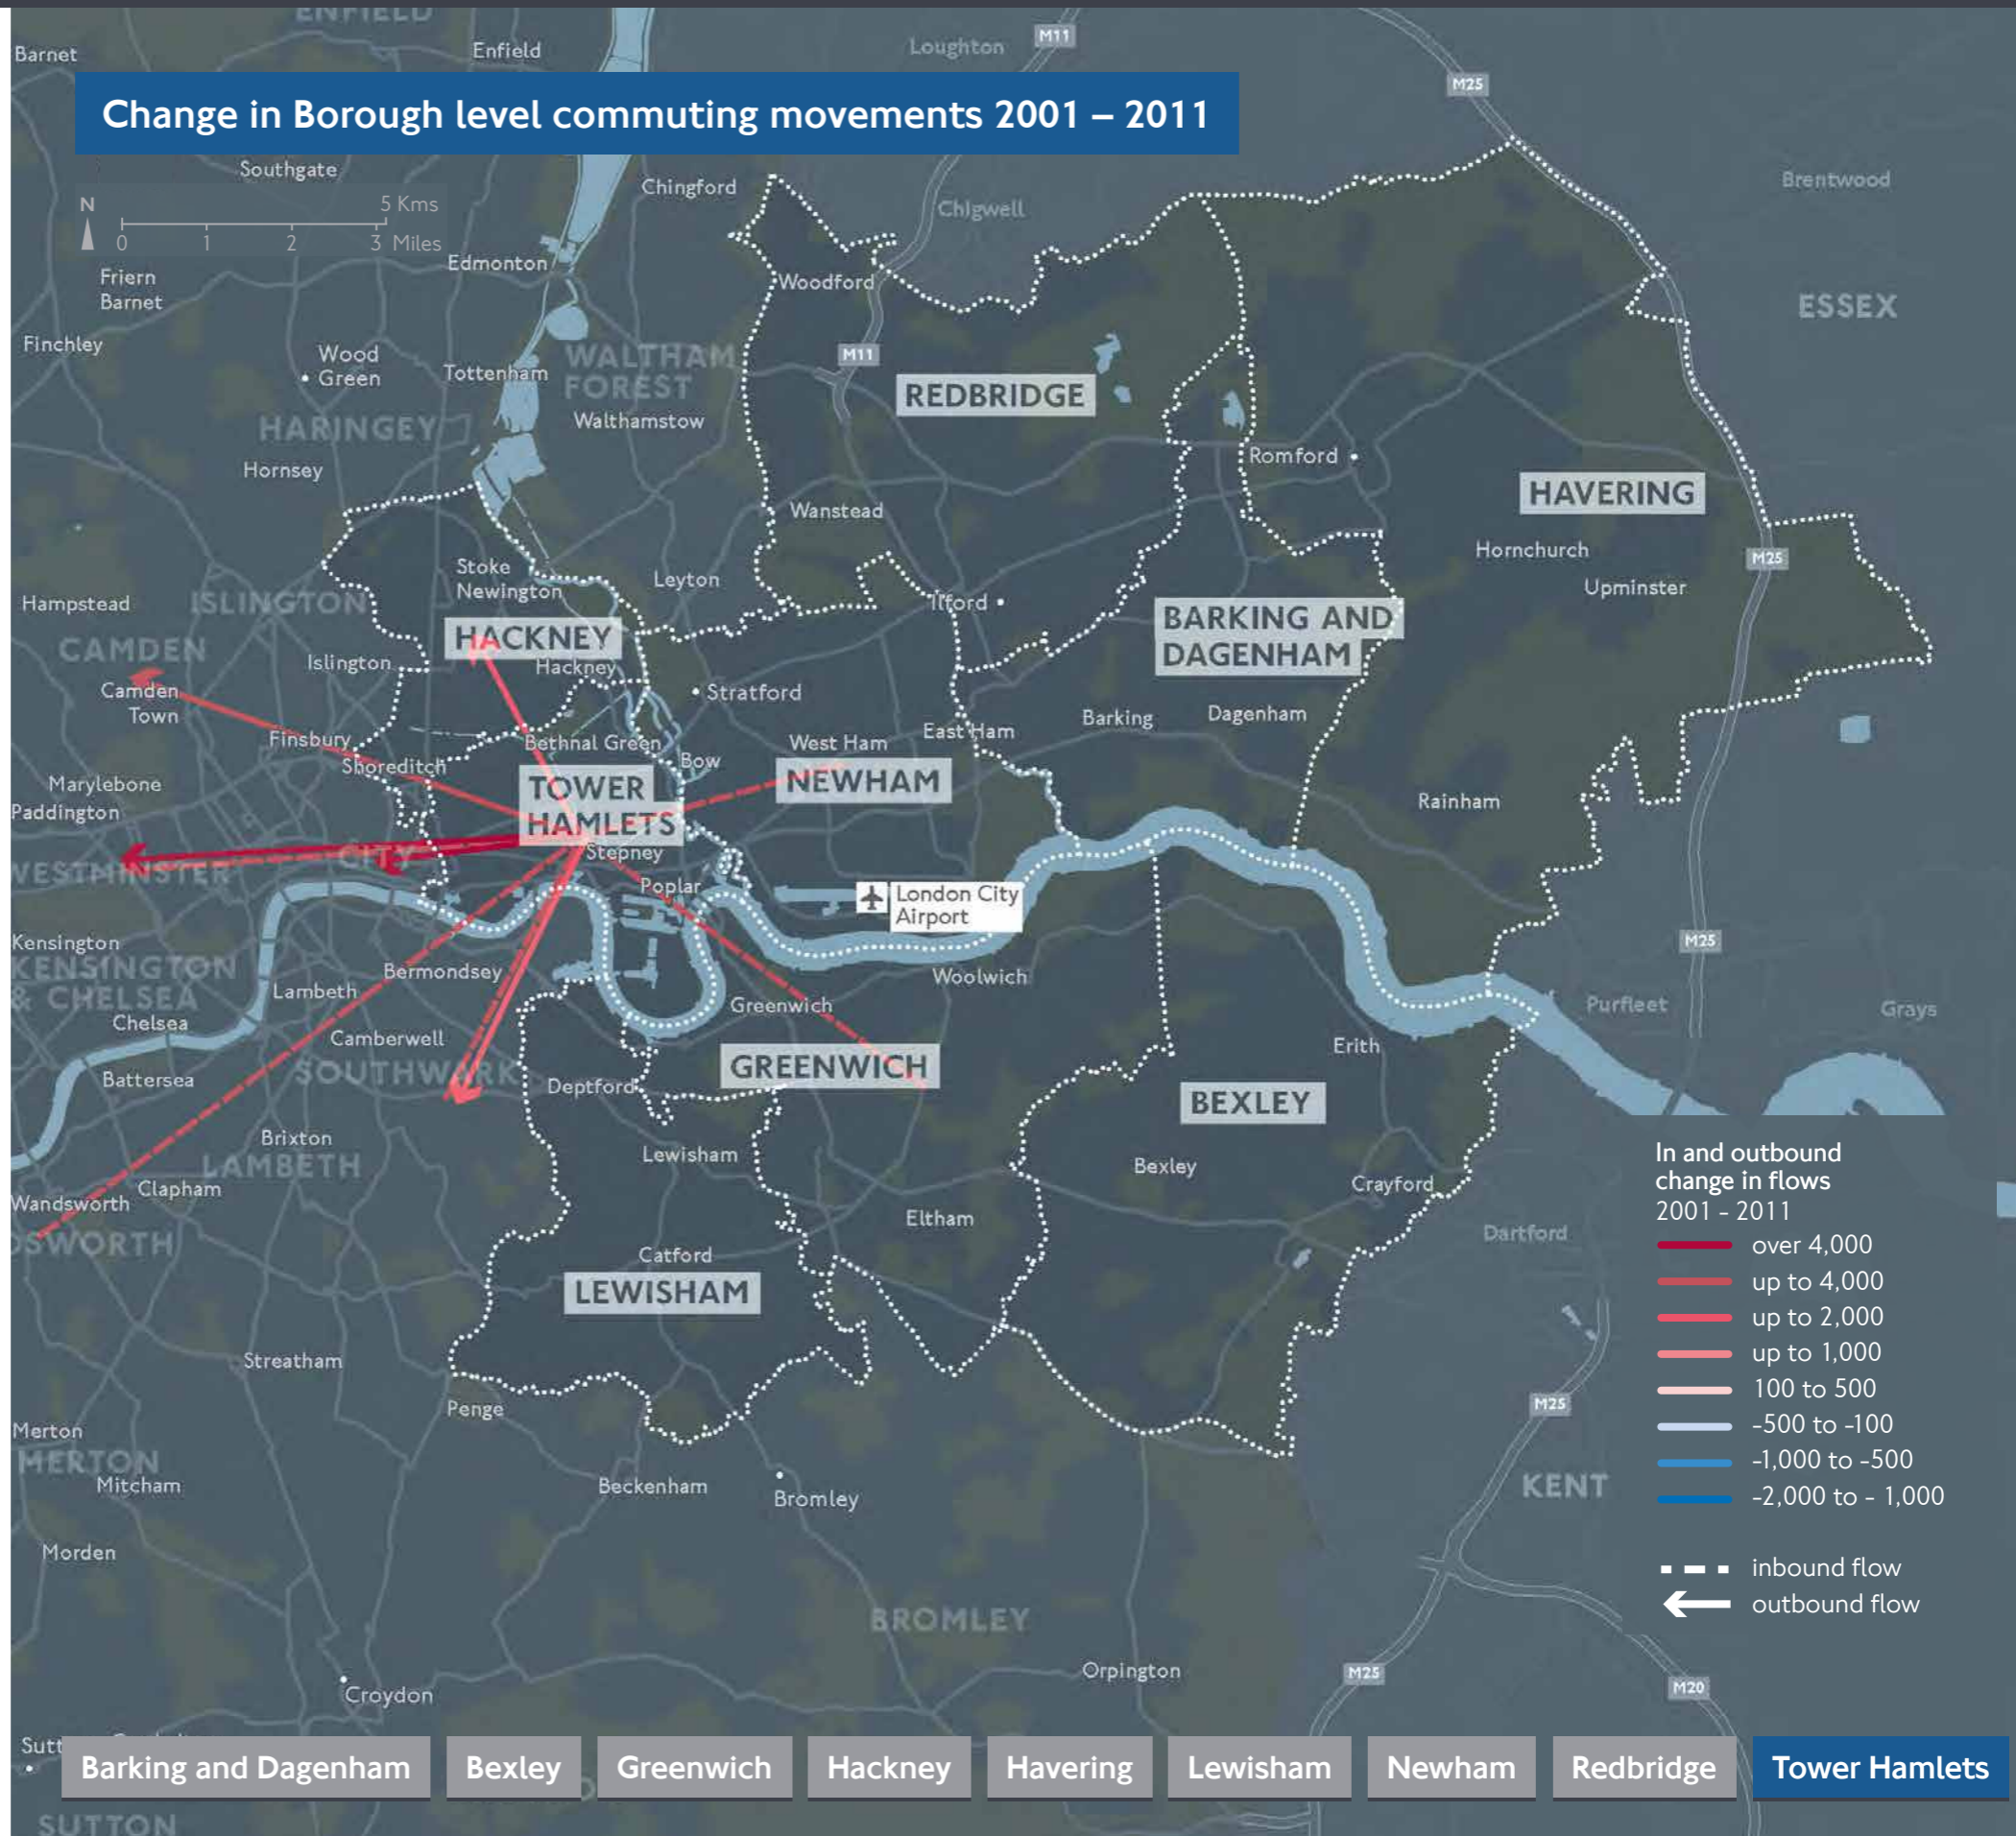 ENFIELD
Barnet
Enfield
Loughton
M11
M25
Change in Borough level commuting movements 2001 – 2011
Southgate
Chingford
Chigwell
Brentwood
N
5 Kms
0 1 2 3 Miles
Edmonton
Friern
Barnet
Woodford
ESSEX
Finchley
Wood
Green
Tottenham
WALTHAM
FOREST
M11
REDBRIDGE
Walthamstow
HARINGEY
Hornsey
Romford
HAVERING
Wanstead
Hornchurch
M25
Upminster
Stoke
Newington
Leyton
Hampstead
ISLINGTON
Ilford
BARKING AND
DAGENHAM
HACKNEY
CAMDEN
Islington
Hackney
Camden
Town
Stratford
Barking
Dagenham
Finsbury
Bethnal Green
West Ham
East Ham
Shoreditch
Bow
Marylebone
TOWER
HAMLETS
NEWHAM
Rainham
Paddington
CITY
Stepney
WESTMINSTER
Poplar
London City
Airport
Kensington
KENSINGTON
& CHELSEA
Bermondsey
Lambeth
Woolwich
M25
Chelsea
Greenwich
Purfleet
Grays
Camberwell
Erith
SOUTHWARK
GREENWICH
Battersea
Deptford
BEXLEY
Brixton
LAMBETH
Lewisham
Bexley
Clapham
Crayford
Wandsworth
Eltham
DSWORTH
Catford
Dartford
LEWISHAM
In and outbound
change in flows
2001 - 2011
over 4,000
up to 4,000
up to 2,000
up to 1,000
100 to 500
-500 to -100
-1,000 to -500
-2,000 to - 1,000
inbound flow
outbound flow
Streatham
Penge
M25
Merton
MERTON
Mitcham
Beckenham
Bromley
KENT
Morden
BROMLEY
Orpington
M25
M20
Croydon
Sutt
Barking and Dagenham
Bexley
Greenwich
Hackney
Havering
Lewisham
Newham
Redbridge
Tower Hamlets
SUTTON